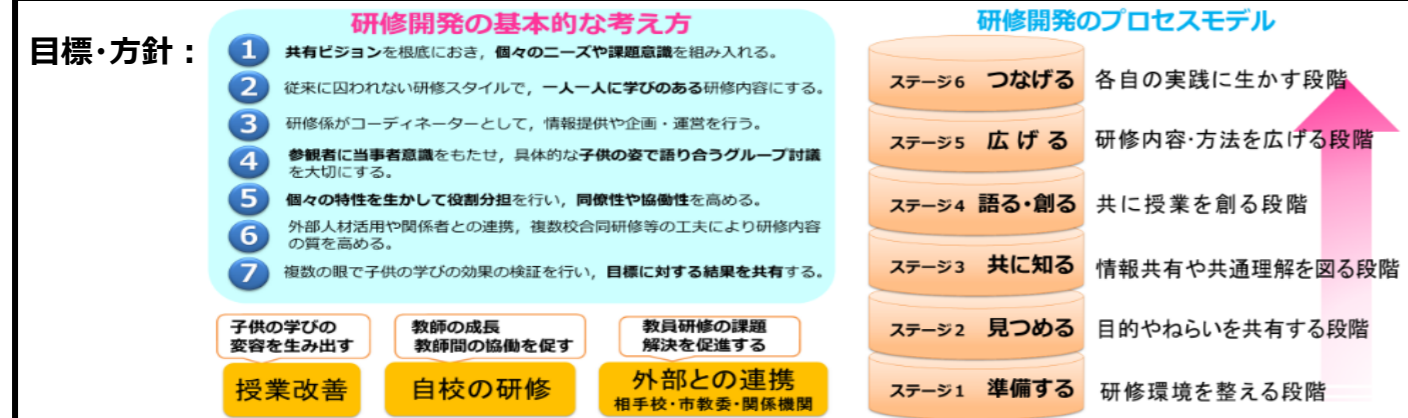 目標・方針：
研修開発の基本的な考え方
1 共有ビジョンを根底におき，個々のニーズや課題意識を組み入れる。
2 従来に囚われない研修スタイルで，一人一人に学びのある研修内容にする。
3 研修係がコーディネーターとして，情報提供や企画・運営を行う。
4 参観者に当事者意識をもたせ，具体的な子供の姿で語り合うグループ討議
を大切にする。
5 個々の特性を生かして役割分担を行い，同僚性や協働性を高める。
6 外部人材活用や関係者との連携，複数校合同研修等の工夫により研修内容
の質を高める。
7 複数の眼で子供の学びの効果の検証を行い，目標に対する結果を共有する。
子供の学びの
変容を生み出す
授業改善
教師の成長
教師間の協働を促す
自校の研修
教員研修の課題
解決を促進する
外部との連携
相手校・市教委・関係機関
研修開発のプロセスモデル
ステージ6 つなげる 各自の実践に生かす段階
ステージ5 広げる 研修内容・方法を広げる段階
ステージ4 語る・創る 共に授業を創る段階
ステージ3 共に知る 情報共有や共通理解を図る段階
ステージ2 見つめる 目的やねらいを共有する段階
ステージ1 準備する 研修環境を整える段階